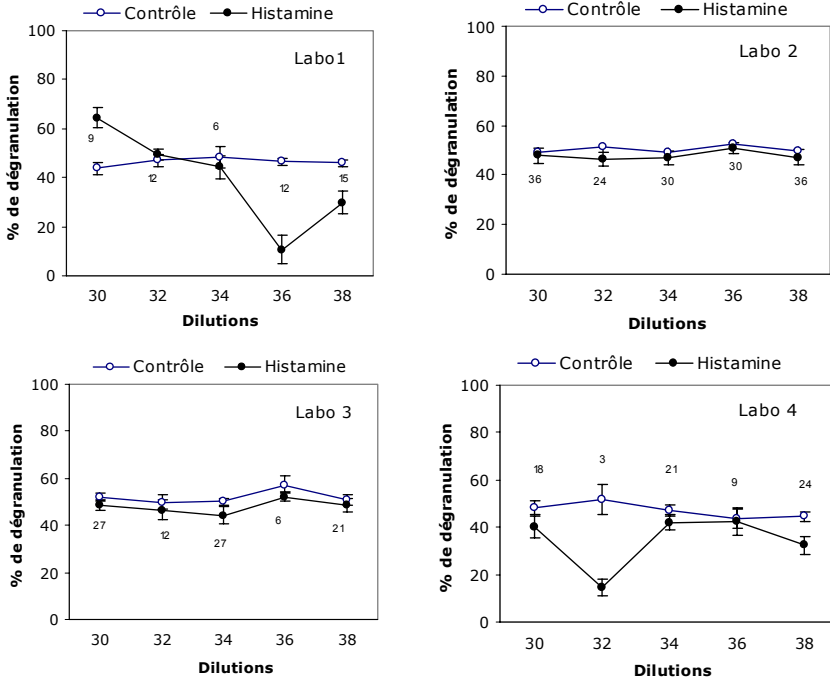 Contrôle Histamine
Labo1
% de dégranulation
100
80
60
40
20
0
9
12
6
12
15
30 32 34 36 38
Dilutions
Contrôle Histamine
Labo 2
% de dégranulation
100
80
60
40
20
0
36
24
30
30
36
30 32 34 36 38
Dilutions
Contrôle Histamine
Labo 3
% de dégranulation
100
80
60
40
20
0
27
12
27
6
21
30 32 34 36 38
Dilutions
Contrôle Histamine
Labo 4
% de dégranulation
100
80
60
40
20
0
18
3
21
9
24
30 32 34 36 38
Dilutions